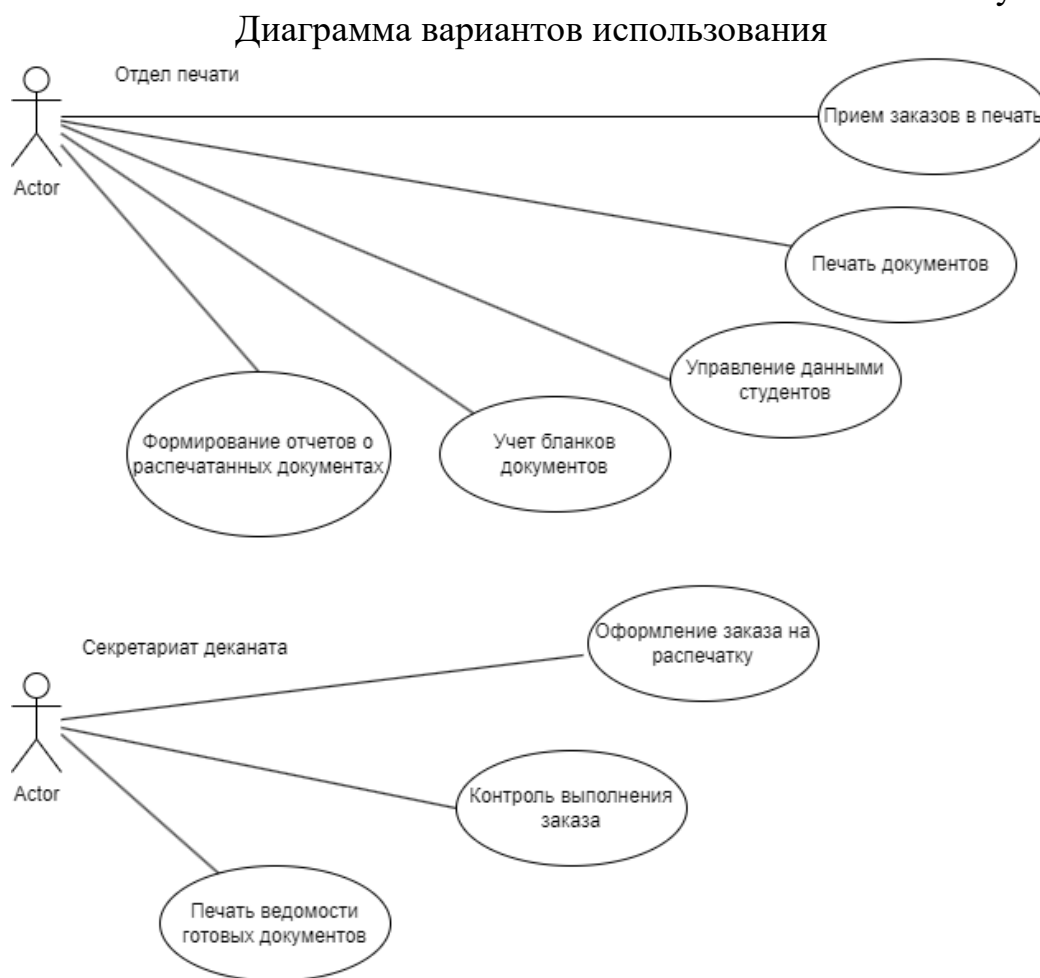 Диаграмма вариантов использования
Отдел печати
Actor
Прием заказов в печать
Печать документов
Управление данными
студентов
Формирование отчетов о
распечатанных документах
Учет бланков
документов
Секретариат деканата
Actor
Оформление заказа на
распечатку
Контроль выполнения
заказа
Печать ведомости
готовых документов